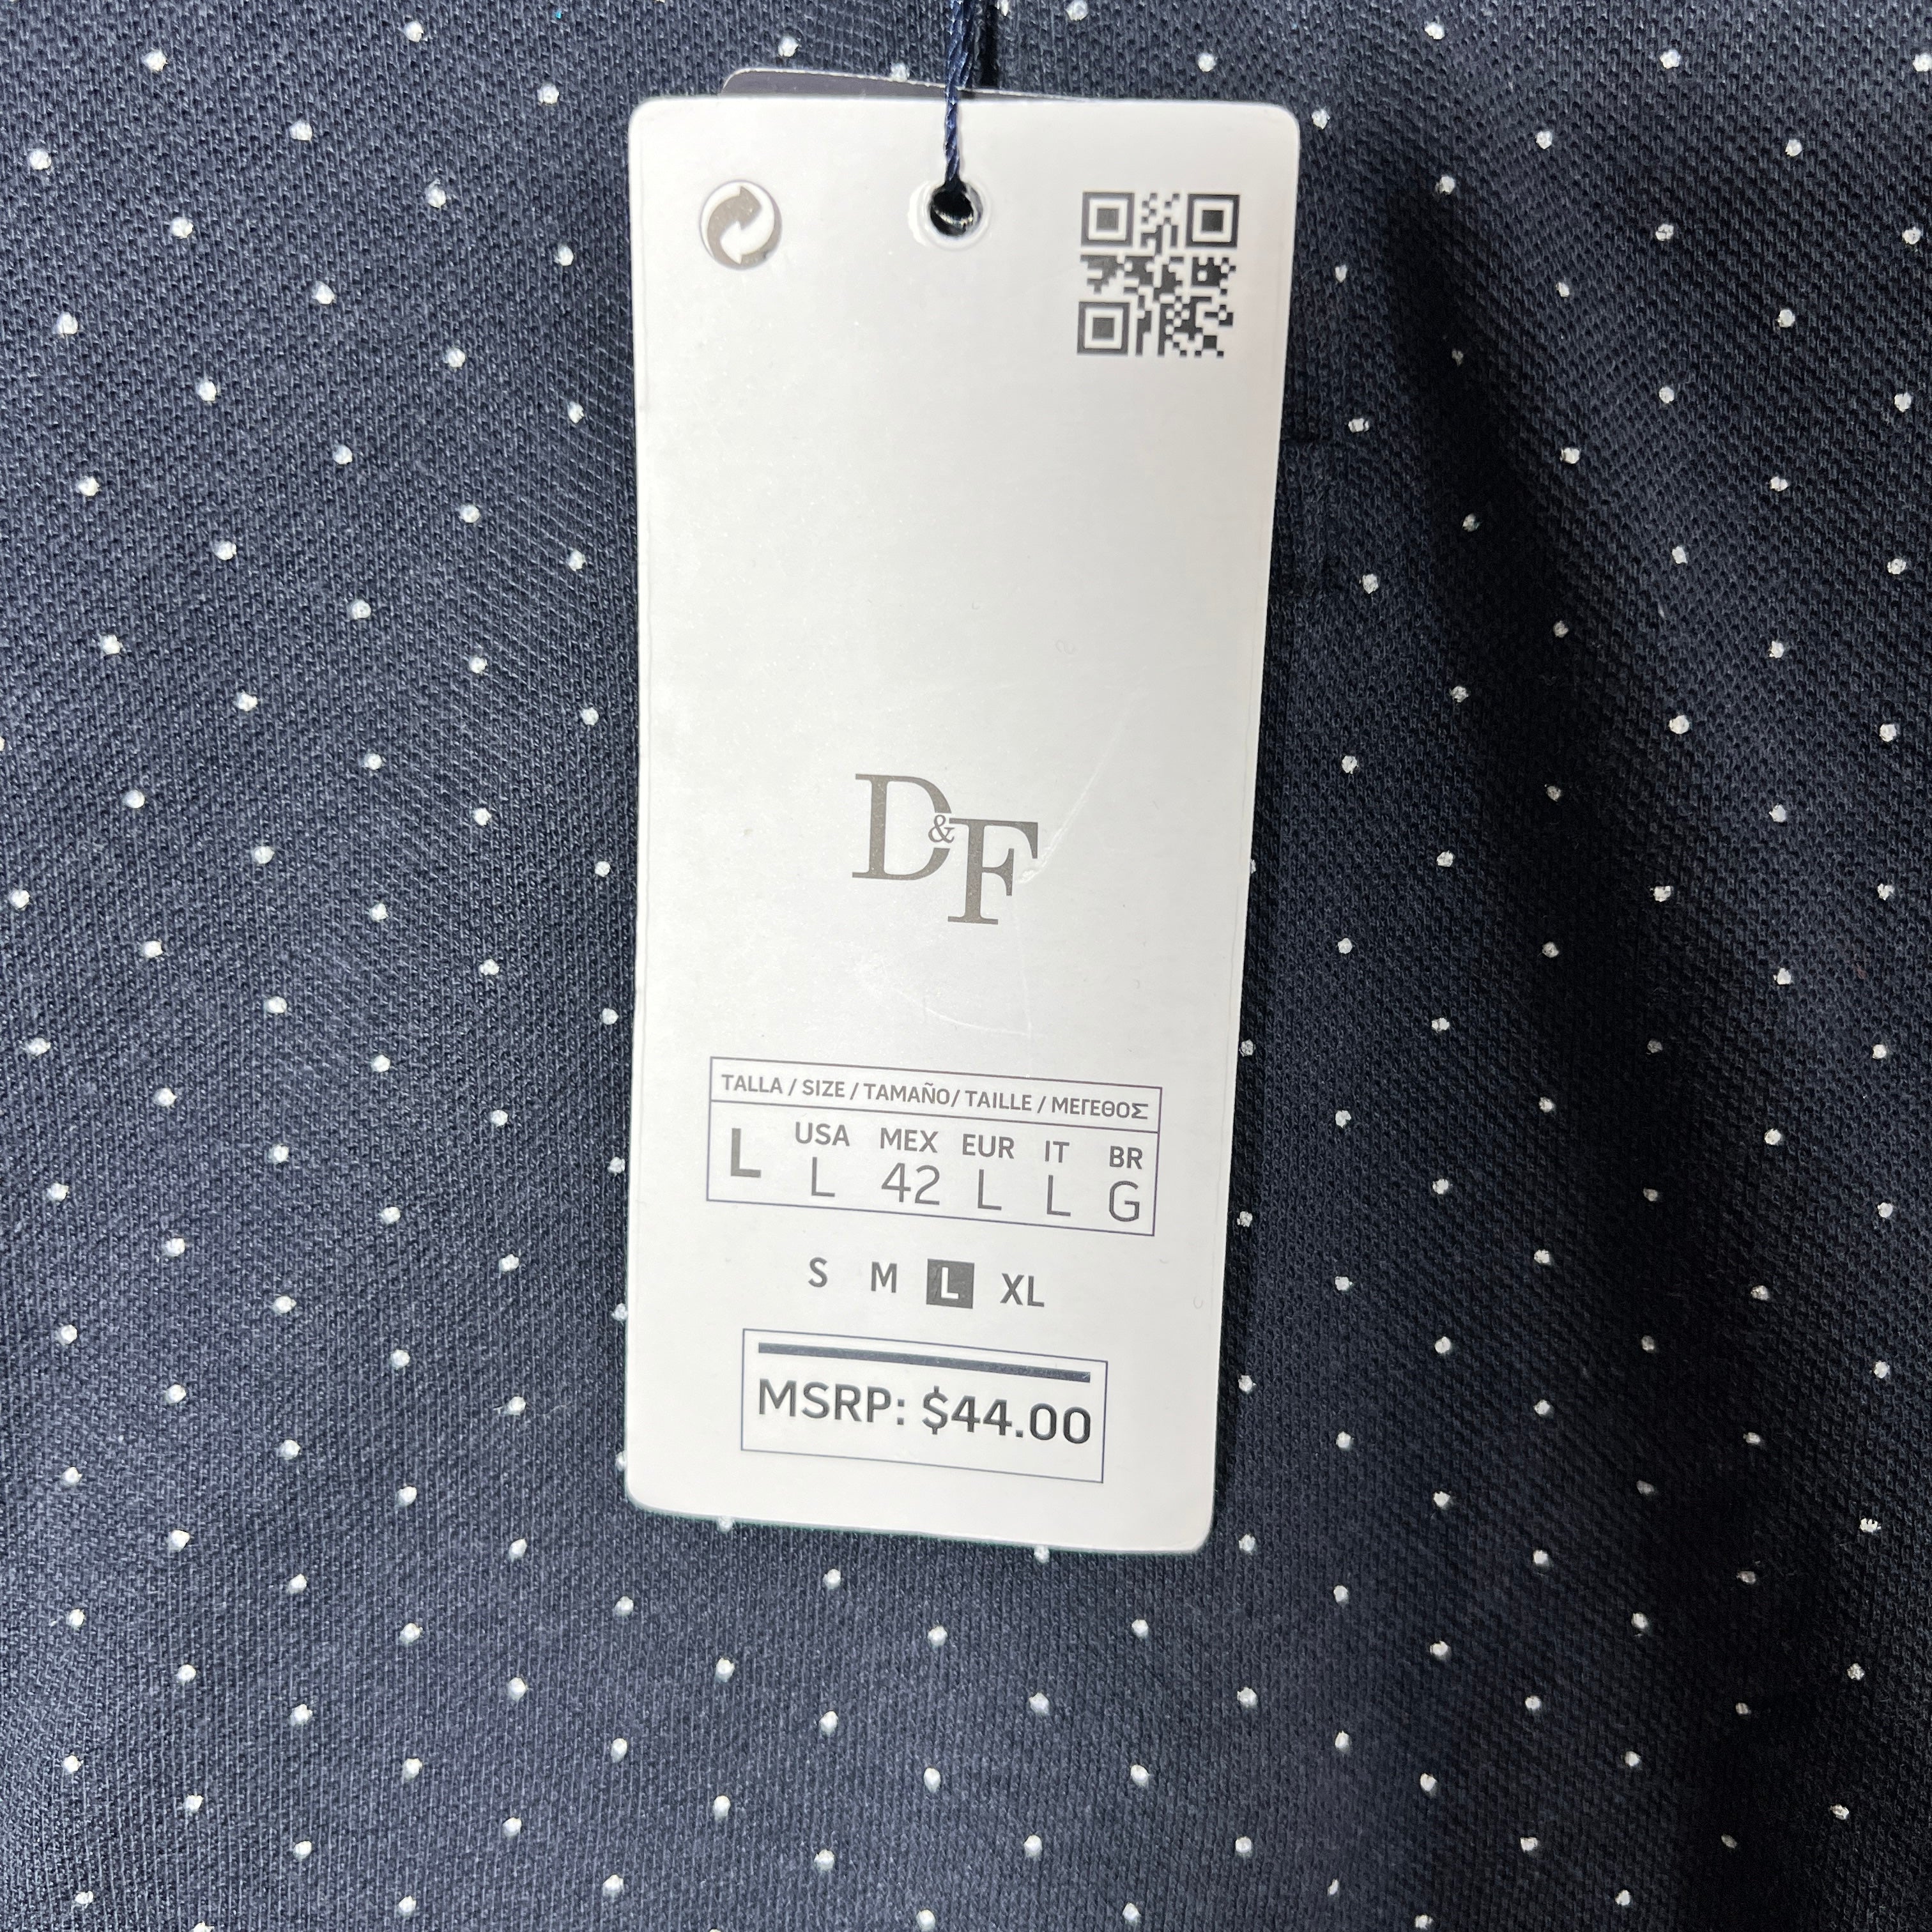 D&F
TALLA / SIZE / TAMAÑO/ TAILLE / ΜΕΓΕΘΟΣ
L USA MEX EUR IT BR
L 42 L L G
S M L XL
MSRP: $44.00